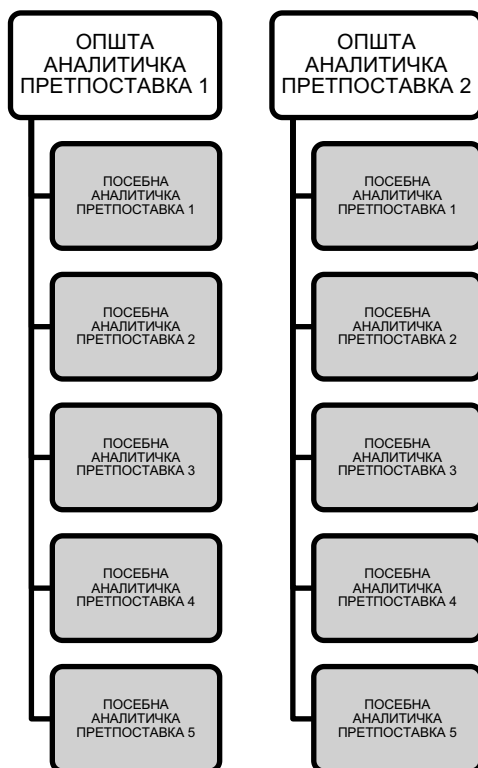 ОПШТА
АНАЛИТИЧКА
ПРЕТПОСТАВКА 1
ПОСЕБНА
АНАЛИТИЧКА
ПРЕТПОСТАВКА 1
ПОСЕБНА
АНАЛИТИЧКА
ПРЕТПОСТАВКА 2
ПОСЕБНА
АНАЛИТИЧКА
ПРЕТПОСТАВКА 3
ПОСЕБНА
АНАЛИТИЧКА
ПРЕТПОСТАВКА 4
ПОСЕБНА
АНАЛИТИЧКА
ПРЕТПОСТАВКА 5
ОПШТА
АНАЛИТИЧКА
ПРЕТПОСТАВКА 2
ПОСЕБНА
АНАЛИТИЧКА
ПРЕТПОСТАВКА 1
ПОСЕБНА
АНАЛИТИЧКА
ПРЕТПОСТАВКА 2
ПОСЕБНА
АНАЛИТИЧКА
ПРЕТПОСТАВКА 3
ПОСЕБНА
АНАЛИТИЧКА
ПРЕТПОСТАВКА 4
ПОСЕБНА
АНАЛИТИЧКА
ПРЕТПОСТАВКА 5